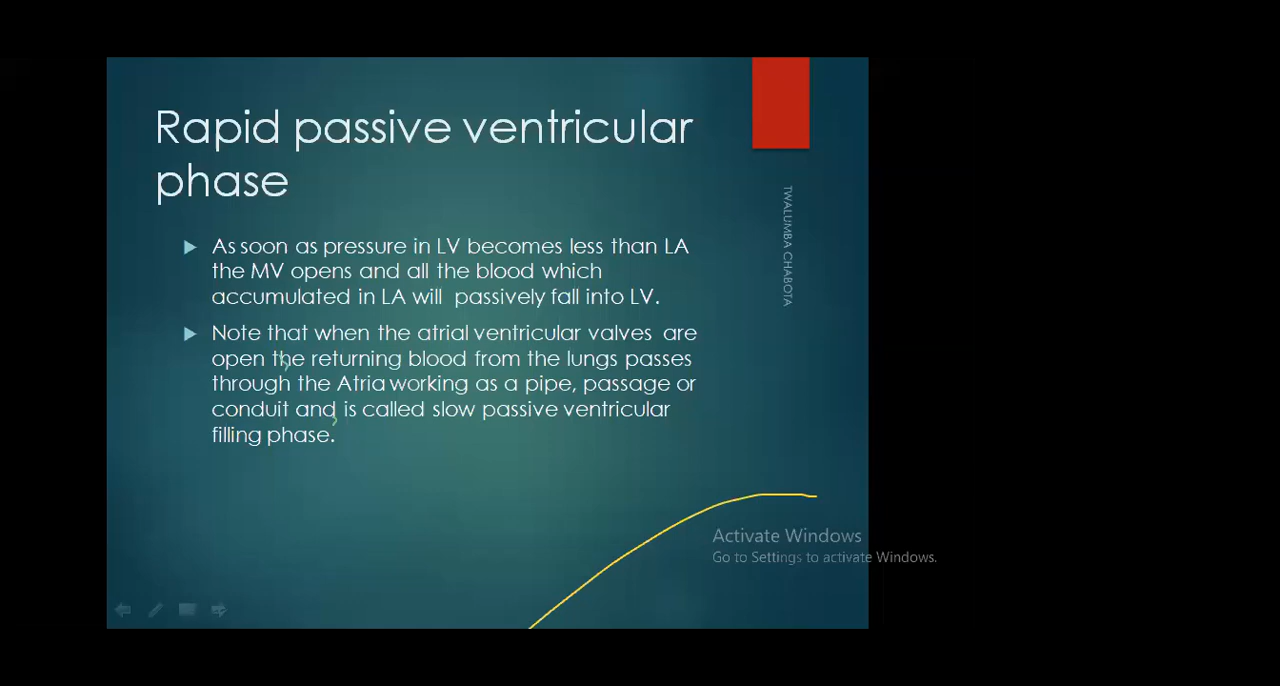 Rapid passive ventricular
phase
As soon as pressure in LV becomes less than LA
the MV opens and all the blood which
accumulated in LA will passively fall into LV.
Note that when the atrial ventricular valves are
open the returning blood from the lungs passes
through the Atria working as a pipe, passage or
conduit and is called slow passive ventricular
filling phase.
TWALUMBA CHABOTA
Activate Windows
Go to Settings to activate Windows.